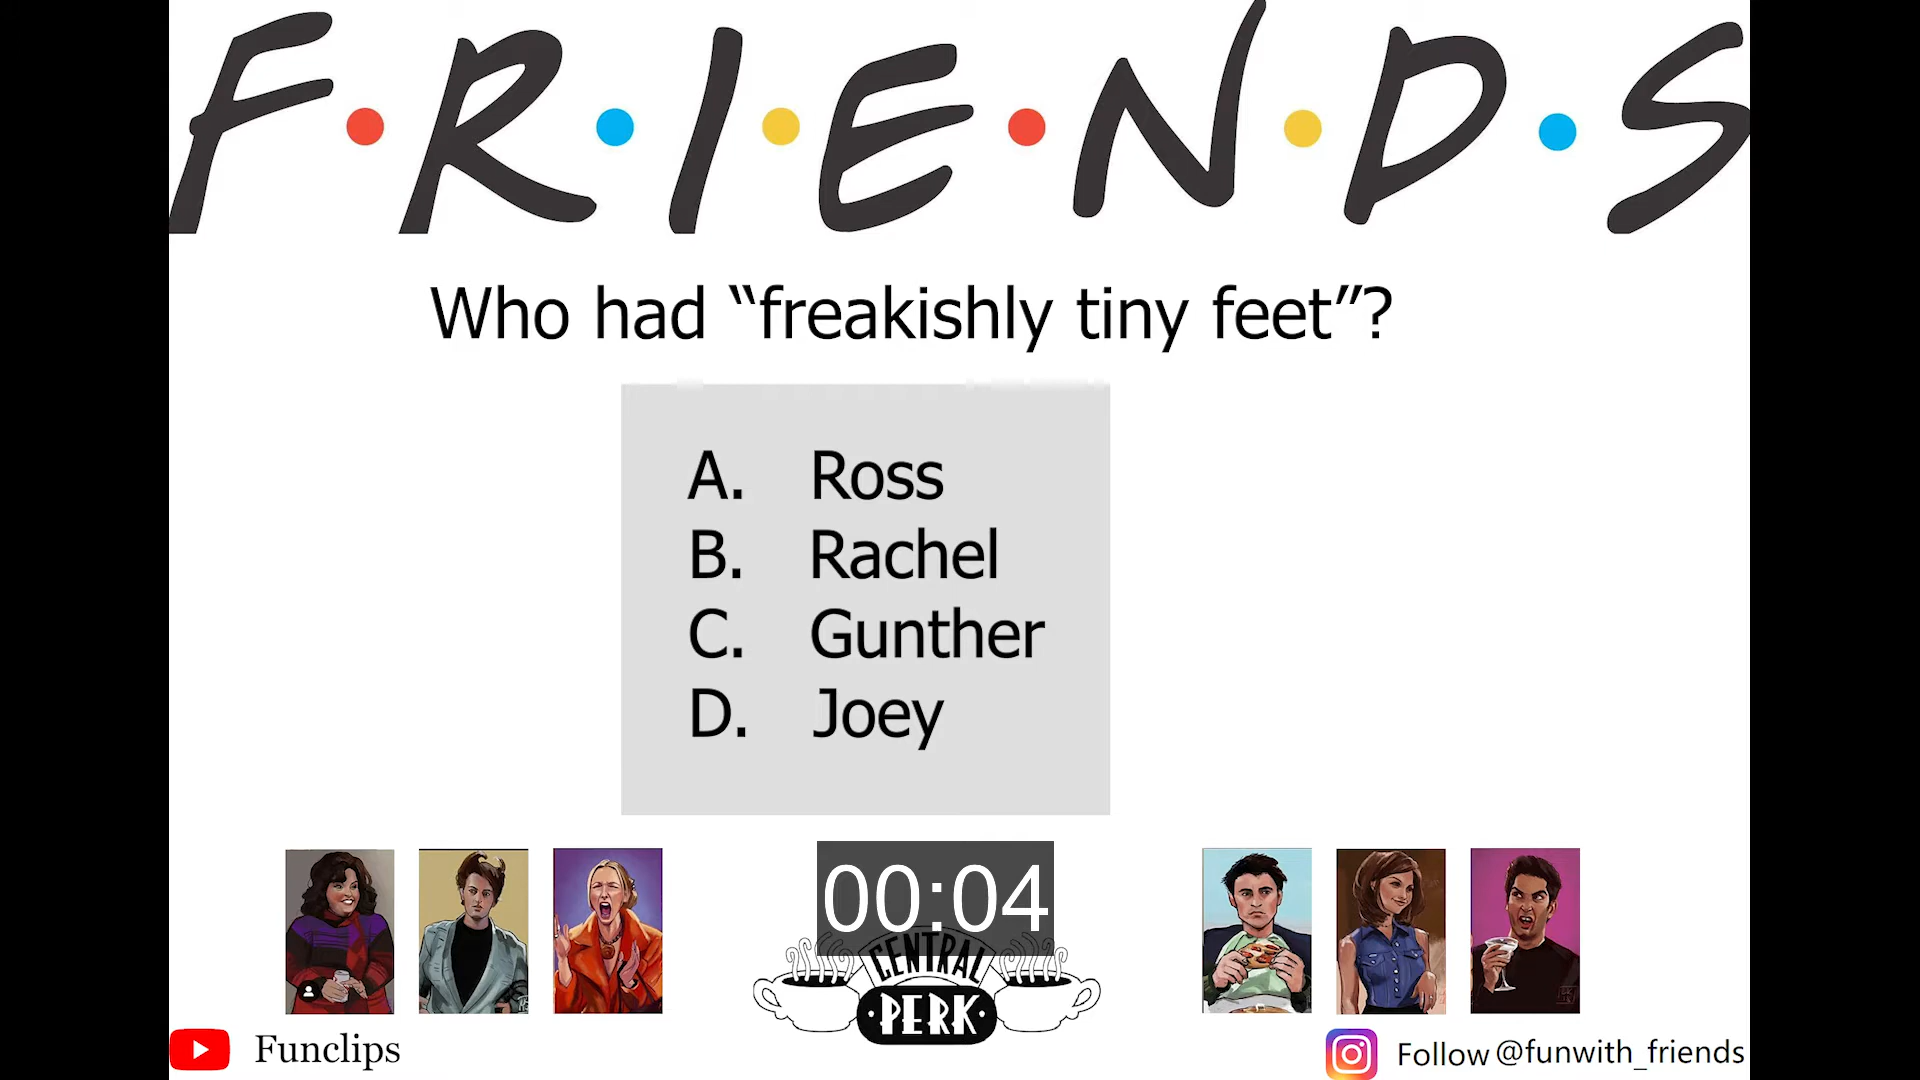 F·R·I·E·N·D·S
Who had “freakishly tiny feet”?
A. Ross
B. Rachel
C. Gunther
D. Joey
00:04
CENTRAL
·PERK·
Funclips
Follow @funwith_friends